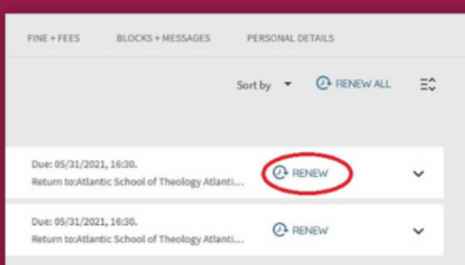 FINE + FEES BLOCKS + MESSAGES PERSONAL DETAILS
Sort by RENEW ALL
Due: 05/31/2021, 16:30.
Return to:Atlantic School of Theology Atlanti...
RENEW
Due: 05/31/2021, 16:30.
Return to:Atlantic School of Theology Atlanti...
RENEW